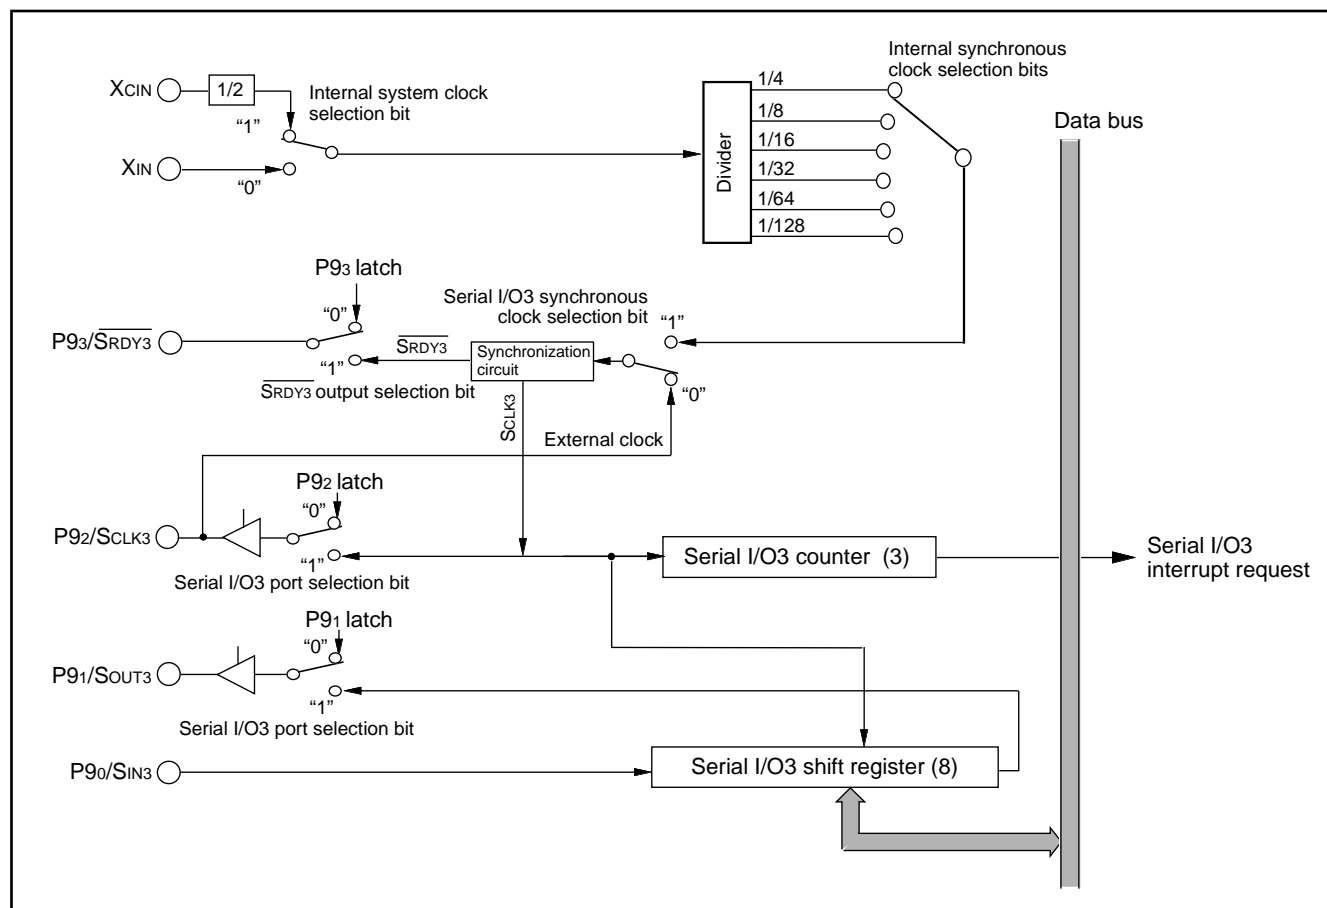 Internal synchronous
clock selection bits
XCIN
1/2
Internal system clock
selection bit
“1”
XIN
“0”
Divider
1/4
1/8
1/16
1/32
1/64
1/128
Data bus
P93 latch
“0”
P93/SRDY3
“1”
SRDY3
SRDY3 output selection bit
Synchronization
circuit
Serial I/O3 synchronous
clock selection bit
“1”
“0”
SCLK3
External clock
P92 latch
“0”
P92/SCLK3
“1”
Serial I/O3 port selection bit
Serial I/O3 counter (3)
Serial I/O3
interrupt request
P91 latch
“0”
P91/SOUT3
“1”
Serial I/O3 port selection bit
P90/SIN3
Serial I/O3 shift register (8)